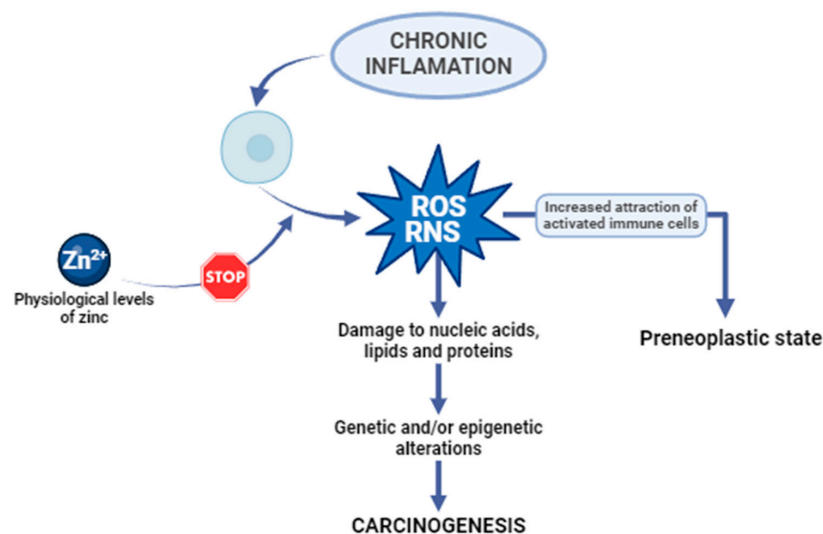 CHRONIC
INFLAMATION
ROS
RNS
Increased attraction of
activated immune cells
Zn²⁺
STOP
Physiological levels
of zinc
Damage to nucleic acids,
lipids and proteins
Preneoplastic state
Genetic and/or epigenetic
alterations
CARCINOGENESIS